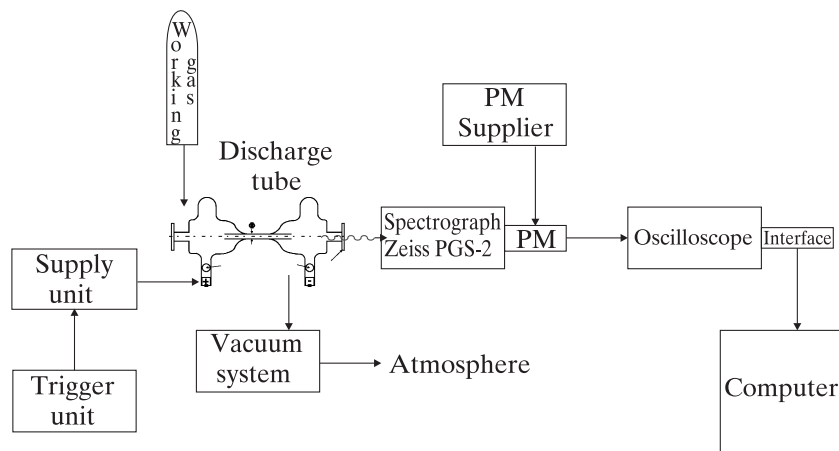 Working
gas
PM
Supplier
Discharge
tube
Spectrograph
Zeiss PGS-2
PM
Oscilloscope
Interface
Supply
unit
+
-
Vacuum
system
Atmosphere
Trigger
unit
Computer